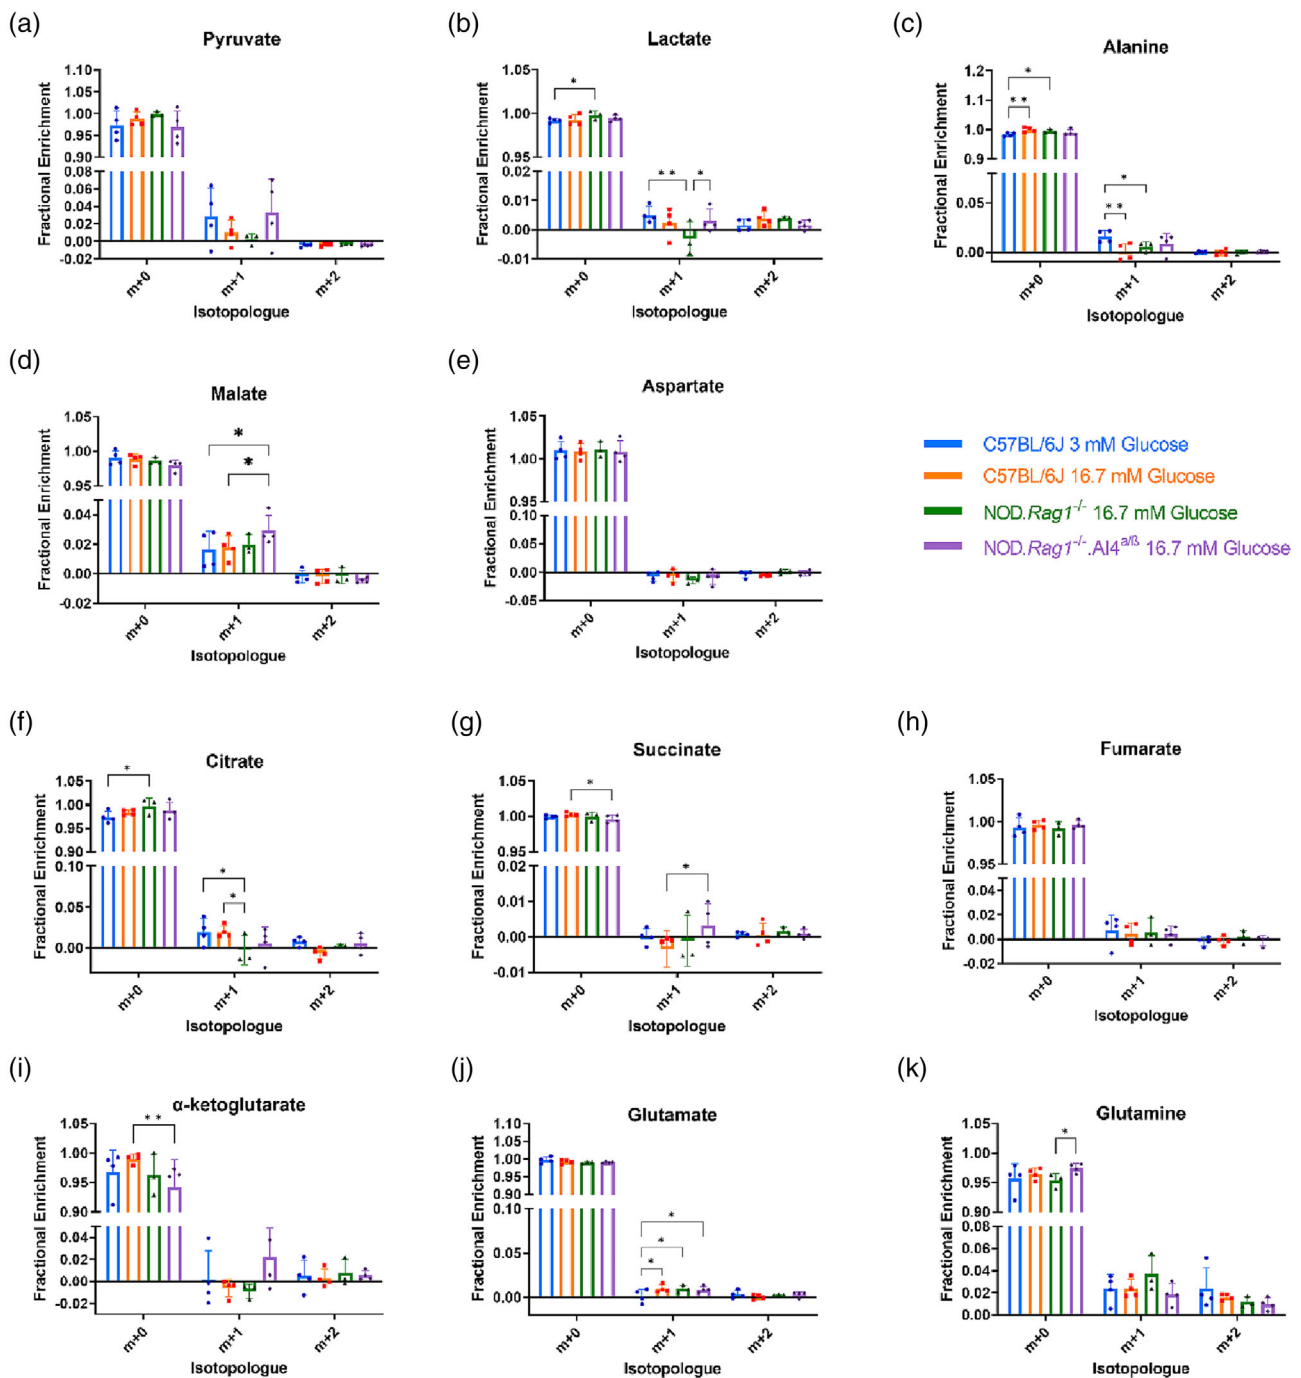 (a)
Pyruvate
Fractional Enrichment
1.10
1.05
1.00
0.95
0.90
0.08
0.06
0.04
0.02
0.00
-0.02
m+0
m+1
m+2
Isotopologue
(b)
Lactate
Fractional Enrichment
1.05
1.00
0.95
0.02
0.01
0.000
-0.01
*
**
*
m+0
m+1
m+2
Isotopologue
(c)
Alanine
Fractional Enrichment
1.2
1.1
1.0
0.9
0.05
0.00
*
**
*
**
m+0
m+1
m+2
Isotopologue
(d)
Malate
Fractional Enrichment
1.05
1.00
0.95
0.04
0.02
0.00
-0.02
*
*
m+0
m+1
m+2
Isotopologue
(e)
Aspartate
Fractional Enrichment
1.05
1.00
0.95
0.10
0.05
0.00
-0.05
m+0
m+1
m+2
Isotopologue
C57BL/6J 3 mM Glucose
C57BL/6J 16.7 mM Glucose
NOD.Rag1-/- 16.7 mM Glucose
NOD.Rag1-/-.AI4a/ß 16.7 mM Glucose
(f)
Citrate
Fractional Enrichment
1.05
1.00
0.95
0.90
0.10
0.05
0.00
*
*
*
m+0
m+1
m+2
Isotopologue
(g)
Succinate
Fractional Enrichment
1.05
1.00
0.95
0.02
0.01
0.000
-0.01
*
*
m+0
m+1
m+2
Isotopologue
(h)
Fumarate
Fractional Enrichment
1.05
1.00
0.95
0.04
0.02
0.00
-0.02
m+0
m+1
m+2
Isotopologue
(i)
α-ketoglutarate
Fractional Enrichment
1.05
1.00
0.95
0.90
0.04
0.02
0.00
-0.02
**
m+0
m+1
m+2
Isotopologue
(j)
Glutamate
Fractional Enrichment
1.10
1.05
1.00
0.95
0.90
0.10
0.05
0.00
*
*
*
m+0
m+1
m+2
Isotopologue
(k)
Glutamine
Fractional Enrichment
1.05
1.00
0.95
0.90
0.08
0.06
0.04
0.02
0.00
*
m+0
m+1
m+2
Isotopologue